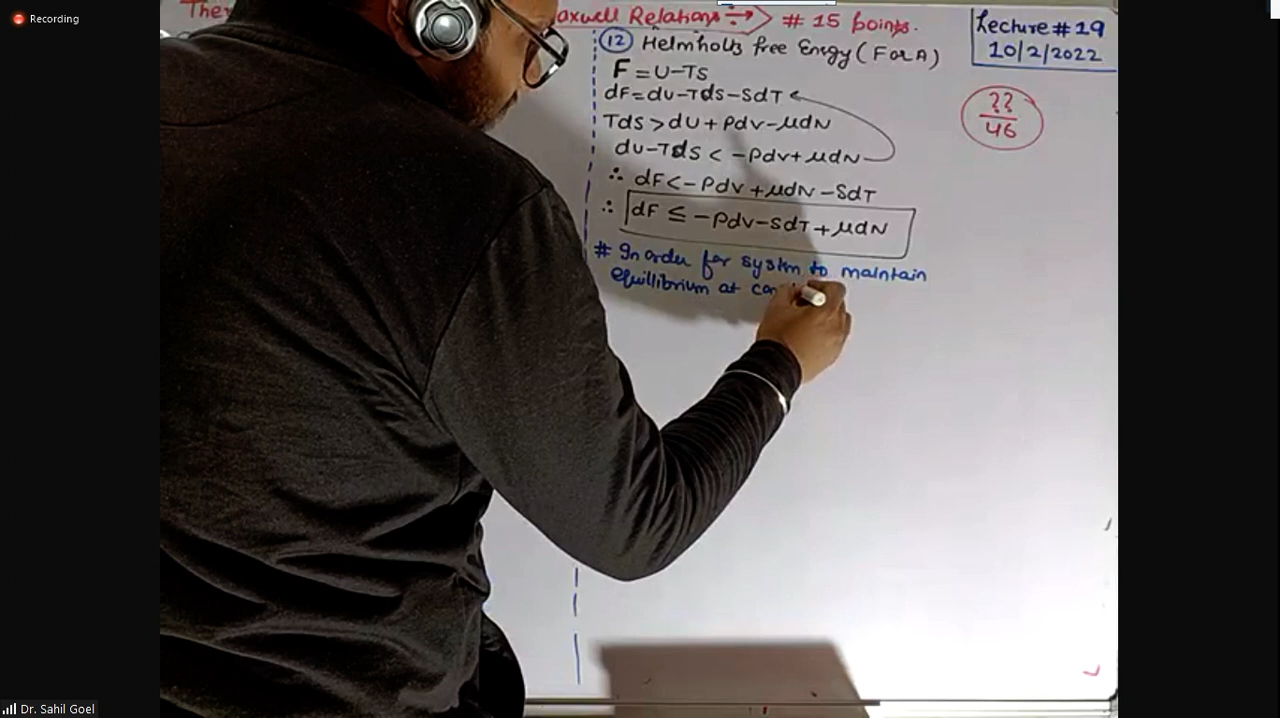 Recording
Ther
axwell Relations ⇒ # 15 points.
Lecture # 19
10/2/2022
(12) Helmholtz free Energy (F or A)
F = U-TS
dF = dU-TdS-SdT
TdS > dU + PdV - μdN
dU-TdS < -PdV + μdN
∴ dF < -PdV + μdN - SdT
∴ dF ≤ -PdV - SdT + μdN
??
46
# In order for system to maintain
equillibrium at con
Dr. Sahil Goel